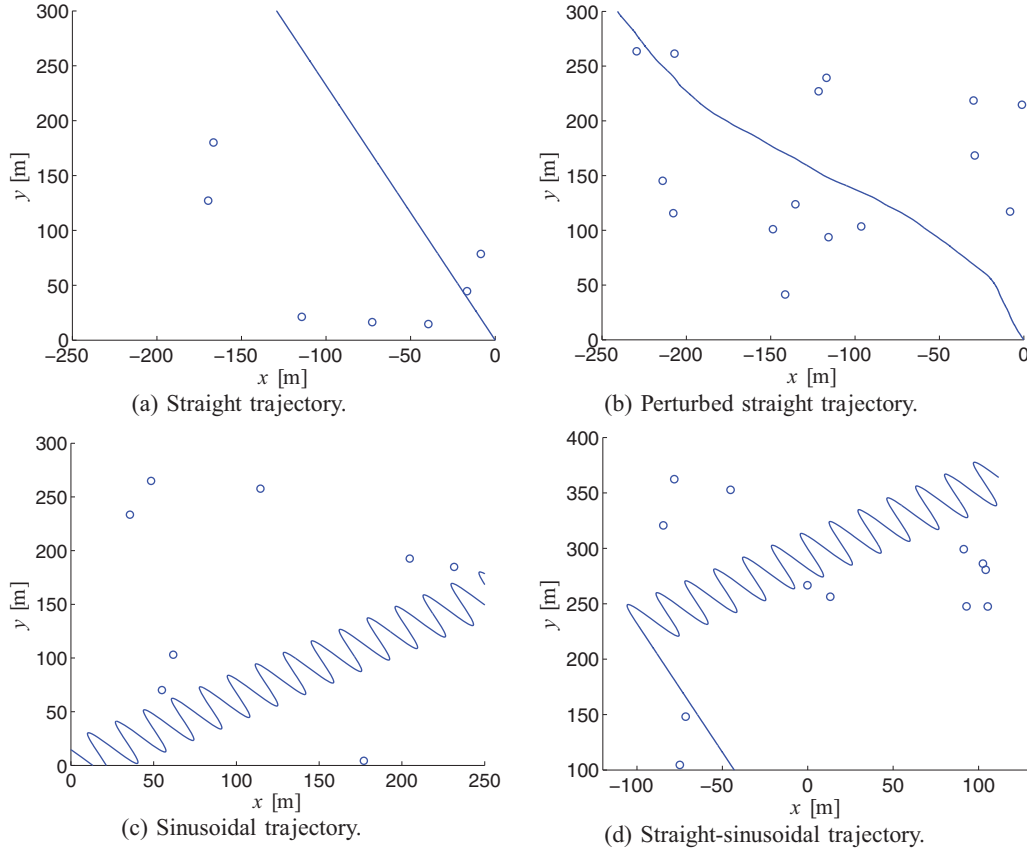 300
250
200
150
100
50
0
y [m]
−250 −200 −150 −100 −50 0
x [m]
(a) Straight trajectory.
300
250
200
150
100
50
0
y [m]
−250 −200 −150 −100 −50 0
x [m]
(b) Perturbed straight trajectory.
300
250
200
150
100
50
0
y [m]
0 50 100 150 200 250
x [m]
(c) Sinusoidal trajectory.
400
350
300
250
200
150
100
y [m]
−100 −50 0 50 100
x [m]
(d) Straight-sinusoidal trajectory.